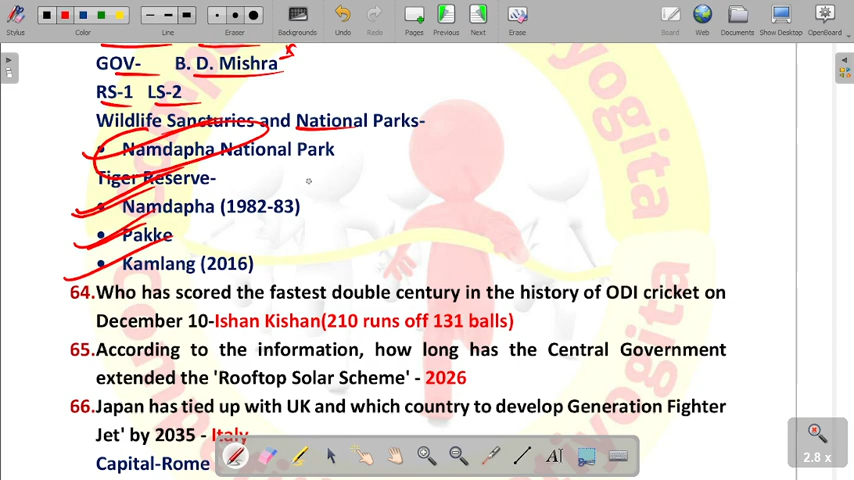 Stylus
Color
Line
Eraser
Backgrounds
Undo
Redo
Pages
Previous
Next
Erase
Board
Web
Documents
Show Desktop
OpenBoard
GOV- B. D. Mishra
RS-1 LS-2
Wildlife Sancturies and National Parks-
• Namdapha National Park
Tiger Reserve-
• Namdapha (1982-83)
• Pakke
• Kamlang (2016)
64.Who has scored the fastest double century in the history of ODI cricket on
December 10-Ishan Kishan(210 runs off 131 balls)
65.According to the information, how long has the Central Government
extended the 'Rooftop Solar Scheme' - 2026
66.Japan has tied up with UK and which country to develop Generation Fighter
Jet' by 2035 - Italy
Capital-Rome
2.8 x